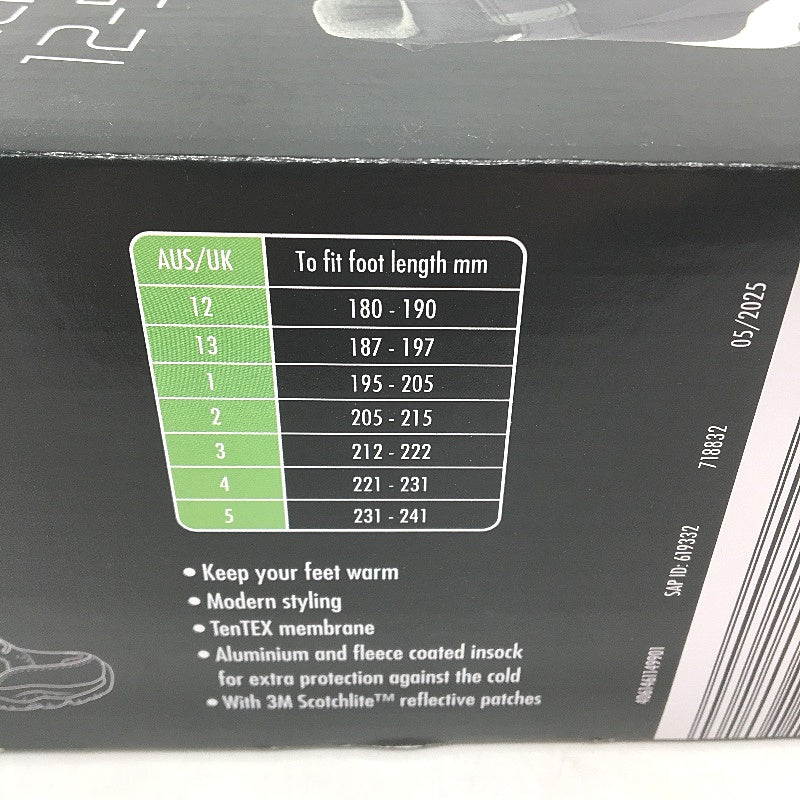 AUS/UK To fit foot length mm
12 180 - 190
13 187 - 197
1 195 - 205
2 205 - 215
3 212 - 222
4 221 - 231
5 231 - 241
• Keep your feet warm
• Modern styling
• TenTEX membrane
• Aluminium and fleece coated insock
for extra protection against the cold
• With 3M Scotchlite™ reflective patches
05/2025
718832
SAP ID: 619332